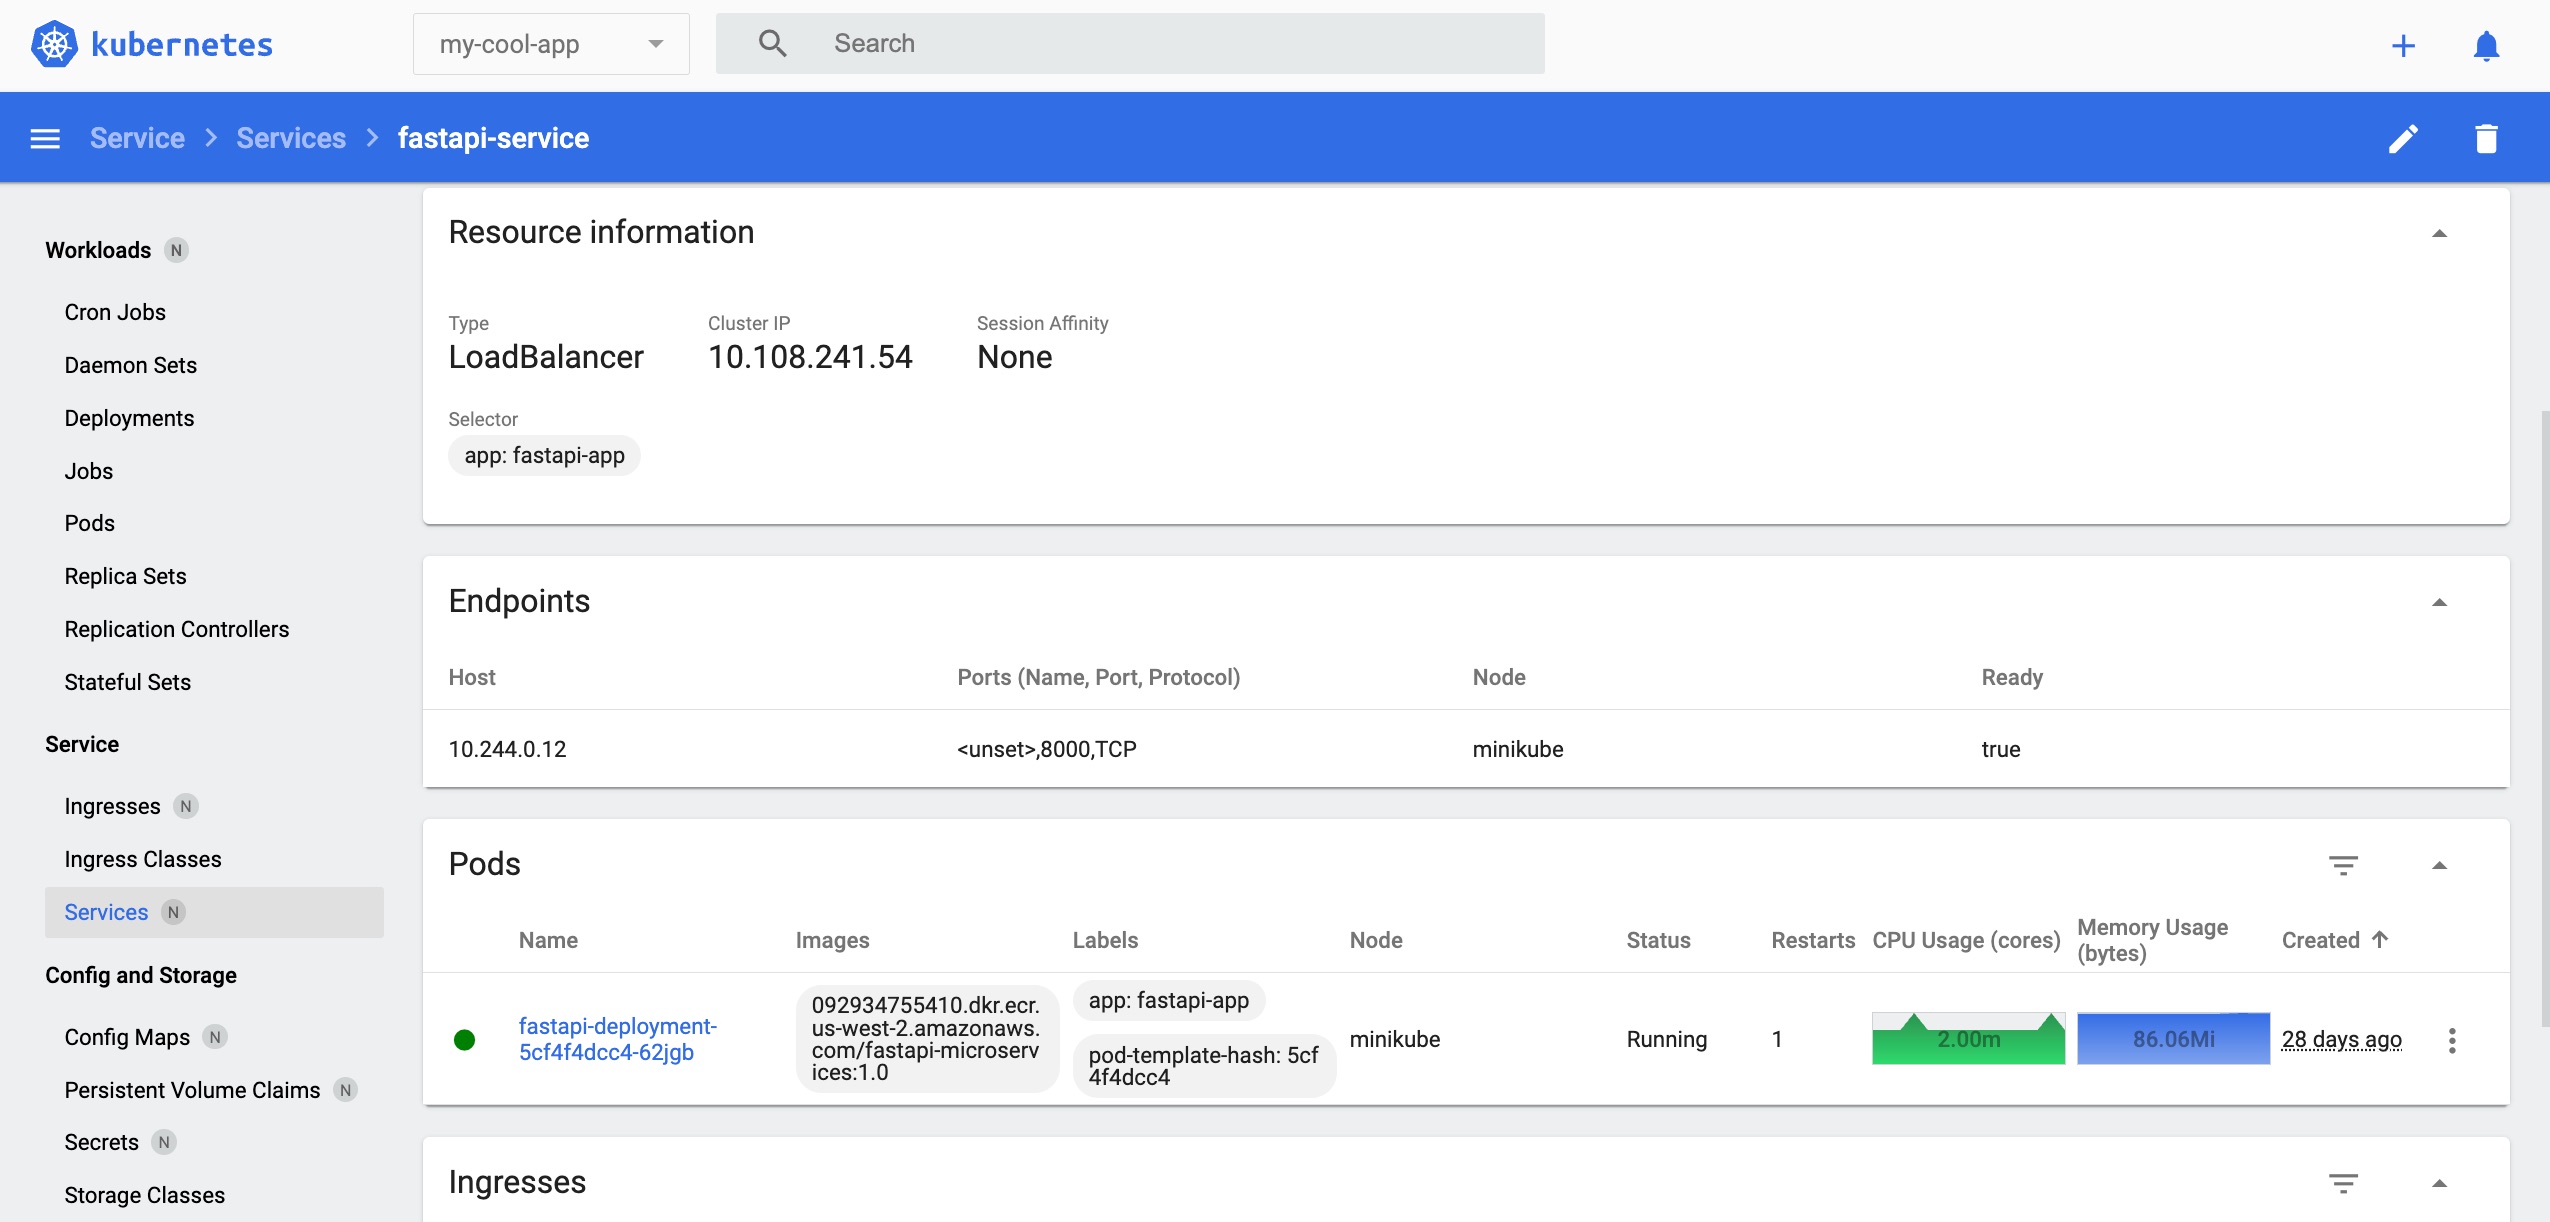 kubernetes
my-cool-app
Search
Service
Services
fastapi-service
Workloads N
Cron Jobs
Daemon Sets
Deployments
Jobs
Pods
Replica Sets
Replication Controllers
Stateful Sets
Service
Ingresses N
Ingress Classes
Services N
Config and Storage
Config Maps N
Persistent Volume Claims N
Secrets N
Storage Classes
Resource information
Type
LoadBalancer
Cluster IP
10.108.241.54
Session Affinity
None
Selector
app: fastapi-app
Endpoints
Host
Ports (Name, Port, Protocol)
Node
Ready
10.244.0.12
<unset>,8000,TCP
minikube
true
Pods
Name
Images
Labels
Node
Status
Restarts
CPU Usage (cores)
Memory Usage
(bytes)
Created
fastapi-deployment-
5cf4f4dcc4-62jgb
092934755410.dkr.ecr.
us-west-2.amazonaws.
com/fastapi-microserv
ices:1.0
app: fastapi-app
pod-template-hash: 5cf
4f4dcc4
minikube
Running
1
2.00m
86.06Mi
28 days ago
Ingresses